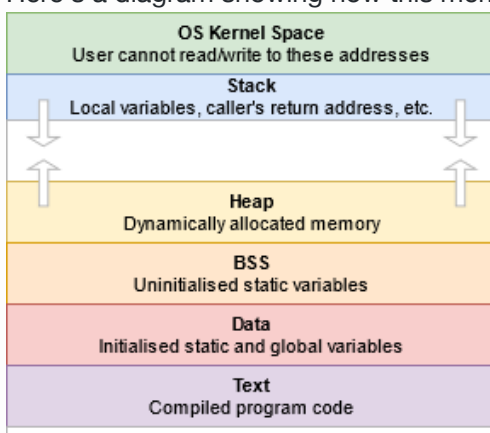 Here's a diagram showing how this mem
OS Kernel Space
User cannot read/write to these addresses
Stack
Local variables, caller's return address, etc.
Heap
Dynamically allocated memory
BSS
Uninitialised static variables
Data
Initialised static and global variables
Text
Compiled program code